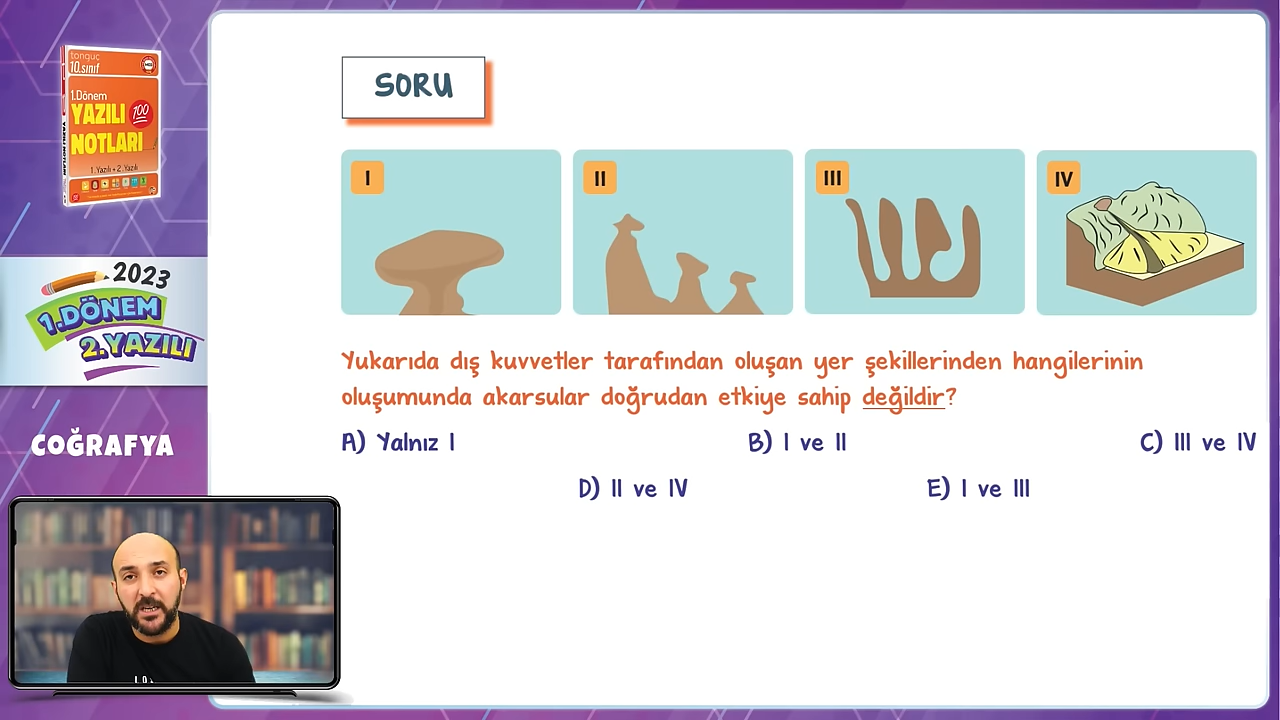 tonguç
10.sınıf
1.Dönem
YAZILI
100
NOTLARI
1. Yazılı + 2. Yazılı
YAZILI NOTLARI
2023
1.DÖNEM
2.YAZILI
COĞRAFYA
SORU
I
II
III
IV
Yukarıda dış kuvvetler tarafından oluşan yer şekillerinden hangilerinin
oluşumunda akarsular doğrudan etkiye sahip değildir?
A) Yalnız I
B) I ve II
C) III ve IV
D) II ve IV
E) I ve III